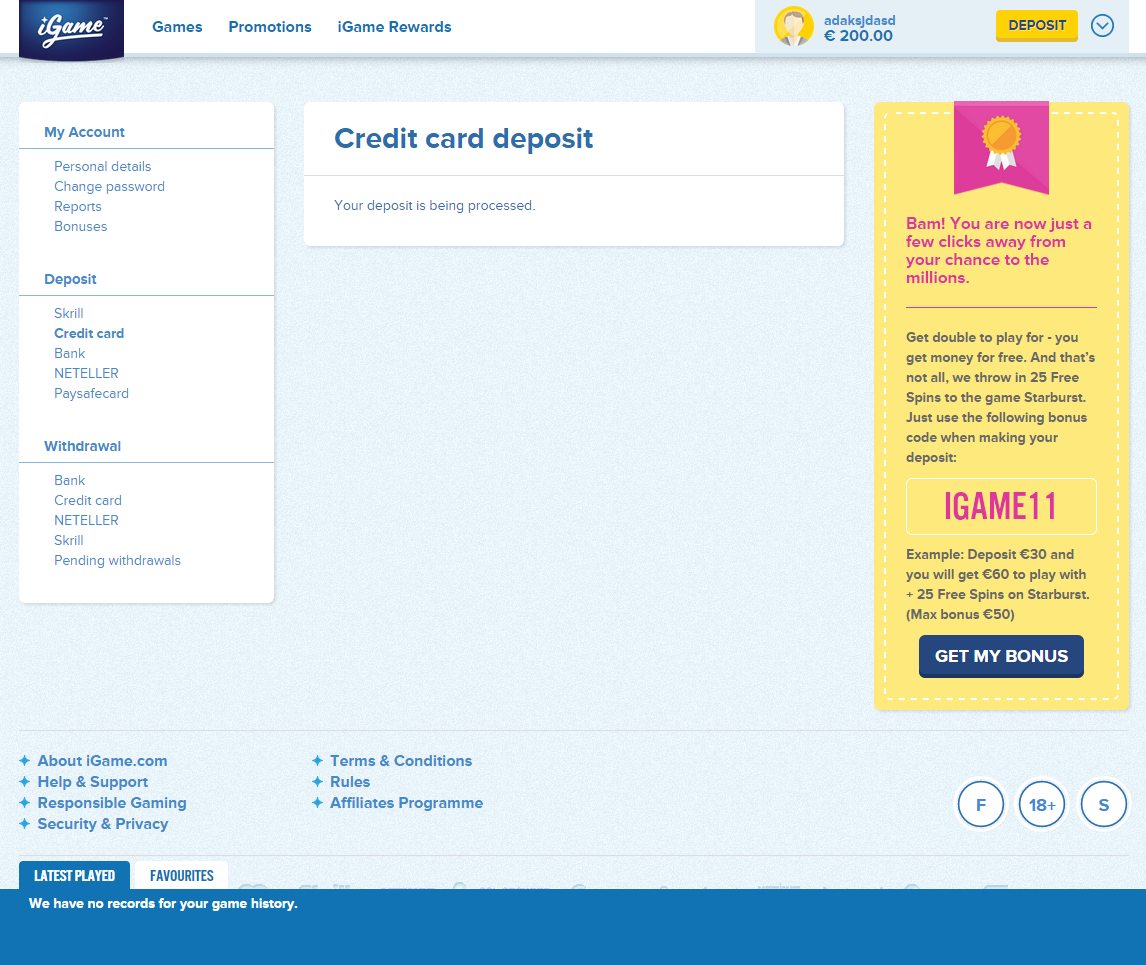 iGame™
Games
Promotions
iGame Rewards
adaksjdasd
€ 200.00
DEPOSIT
My Account
Personal details
Change password
Reports
Bonuses
Deposit
Skrill
Credit card
Bank
NETELLER
Paysafecard
Withdrawal
Bank
Credit card
NETELLER
Skrill
Pending withdrawals
Credit card deposit
Your deposit is being processed.
Bam! You are now just a
few clicks away from
your chance to the
millions.
Get double to play for - you
get money for free. And that's
not all, we throw in 25 Free
Spins to the game Starburst.
Just use the following bonus
code when making your
deposit:
IGAME11
Example: Deposit €30 and
you will get €60 to play with
+ 25 Free Spins on Starburst.
(Max bonus €50)
GET MY BONUS
About iGame.com
Help & Support
Responsible Gaming
Security & Privacy
Terms & Conditions
Rules
Affiliates Programme
F
18+
S
LATEST PLAYED
FAVOURITES
We have no records for your game history.